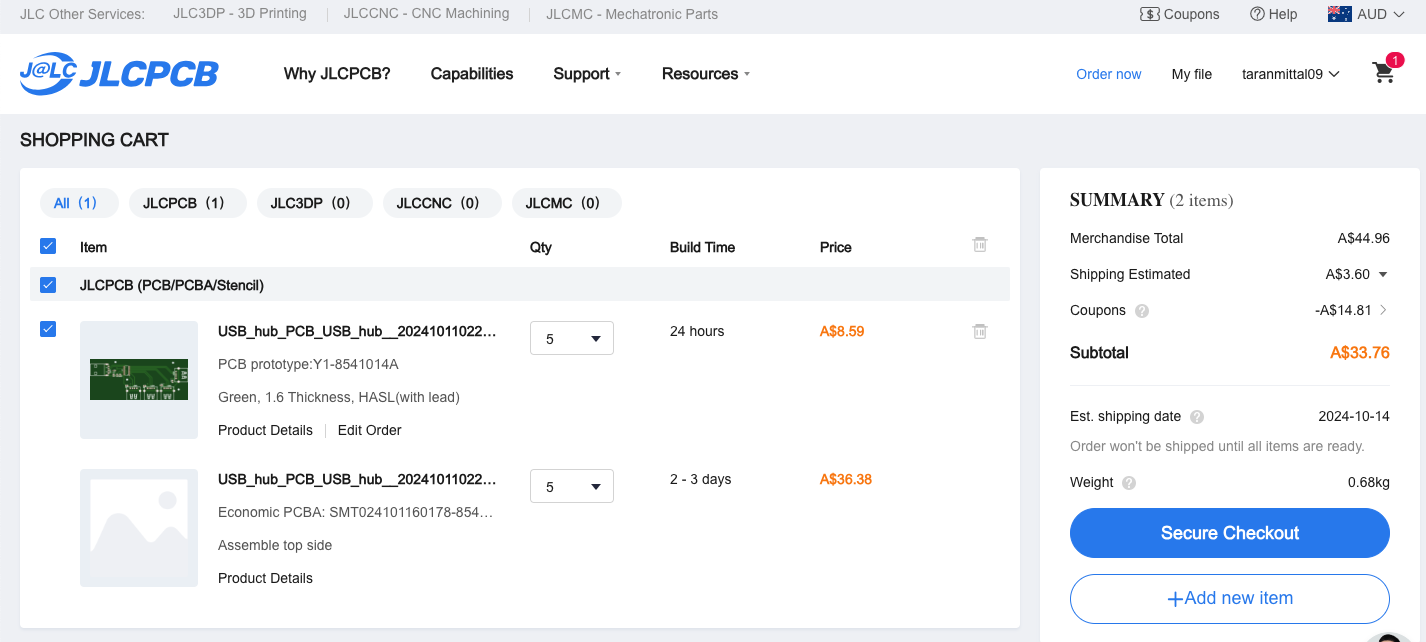 JLC Other Services: JLC3DP - 3D Printing JLCCNC - CNC Machining JLCMC - Mechatronic Parts $ Coupons ? Help AUD
J@LC JLCPCB Why JLCPCB? Capabilities Support Resources Order now My file taranmittal09 1
SHOPPING CART
All (1) JLCPCB (1) JLC3DP (0) JLCCNC (0) JLCMC (0)
Item Qty Build Time Price
JLCPCB (PCB/PCBA/Stencil)
USB_hub_PCB_USB_hub__20241011022... 5 24 hours A$8.59
PCB prototype:Y1-8541014A
Green, 1.6 Thickness, HASL(with lead)
Product Details Edit Order
USB_hub_PCB_USB_hub__20241011022... 5 2 - 3 days A$36.38
Economic PCBA: SMT024101160178-854...
Assemble top side
Product Details
SUMMARY (2 items)
Merchandise Total A$44.96
Shipping Estimated A$3.60
Coupons ? -A$14.81
Subtotal A$33.76
Est. shipping date ? 2024-10-14
Order won't be shipped until all items are ready.
Weight ? 0.68kg
Secure Checkout
+Add new item